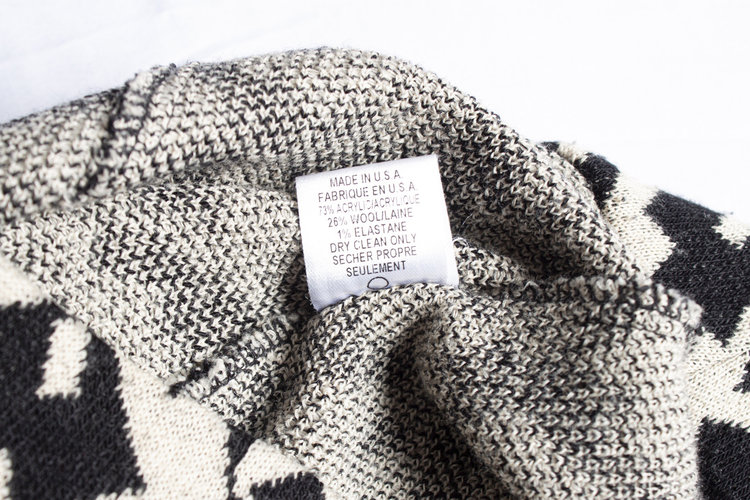 MADE IN U.S.A.
FABRIQUE EN U.S.A.
73% ACRYLIC/ACRYLIQUE
26% WOOL/LAINE
1% ELASTANE
DRY CLEAN ONLY
SECHER PROPRE
SEULEMENT